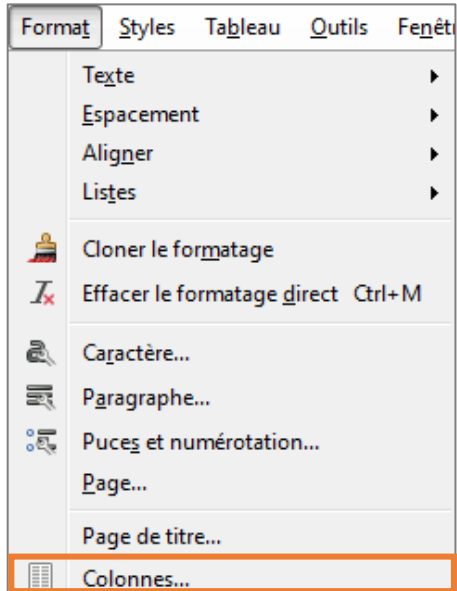 Format Styles Tableau Outils Fenêt
Texte
Espacement
Aligner
Listes
Cloner le formatage
Effacer le formatage direct Ctrl+M
Caractère...
Paragraphe...
Puces et numérotation...
Page...
Page de titre...
Colonnes...